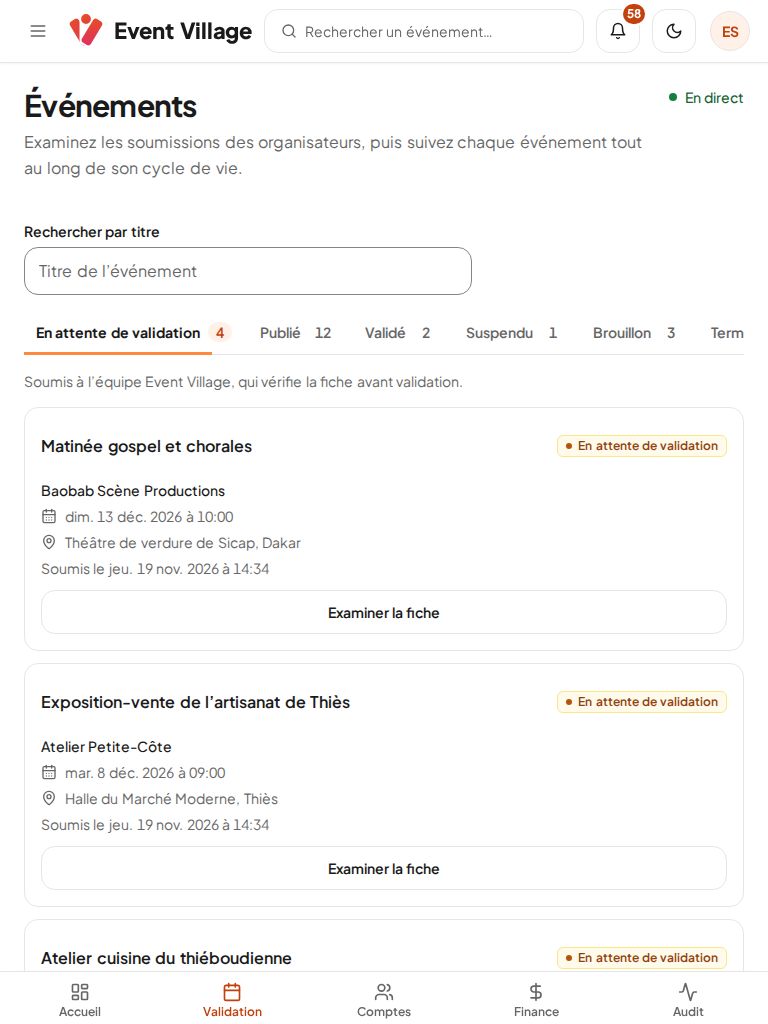 Event Village
Rechercher un événement…
58
ES
Événements
En direct
Examinez les soumissions des organisateurs, puis suivez chaque événement tout
au long de son cycle de vie.
Rechercher par titre
Titre de l’événement
En attente de validation 4 Publié 12 Validé 2 Suspendu 1 Brouillon 3 Term
Soumis à l’équipe Event Village, qui vérifie la fiche avant validation.
Matinée gospel et chorales
En attente de validation
Baobab Scène Productions
dim. 13 déc. 2026 à 10:00
Théâtre de verdure de Sicap, Dakar
Soumis le jeu. 19 nov. 2026 à 14:34
Examiner la fiche
Exposition-vente de l’artisanat de Thiès
En attente de validation
Atelier Petite-Côte
mar. 8 déc. 2026 à 09:00
Halle du Marché Moderne, Thiès
Soumis le jeu. 19 nov. 2026 à 14:34
Examiner la fiche
Atelier cuisine du thiéboudienne
En attente de validation
Accueil Validation Comptes Finance Audit